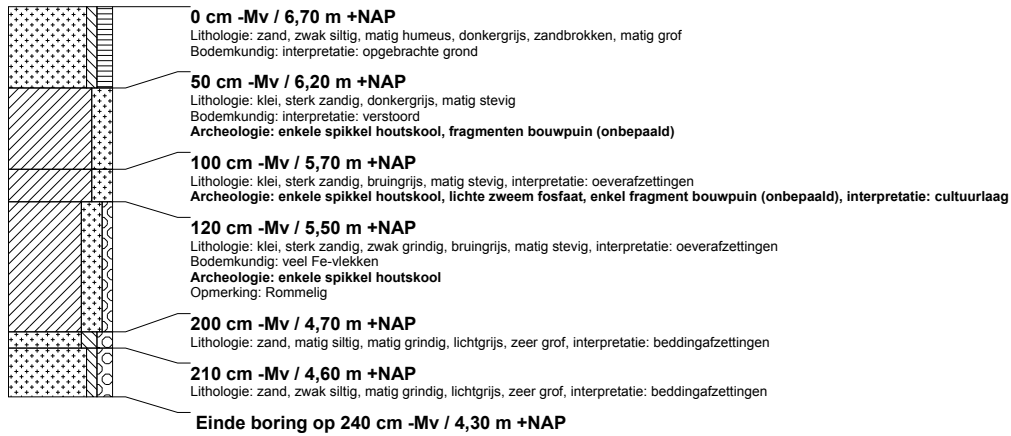 0 cm -Mv / 6,70 m +NAP
Lithologie: zand, zwak siltig, matig humeus, donkergrijs, zandbrokken, matig grof
Bodemkundig: interpretatie: opgebrachte grond
50 cm -Mv / 6,20 m +NAP
Lithologie: klei, sterk zandig, donkergrijs, matig stevig
Bodemkundig: interpretatie: verstoord
Archeologie: enkele spikkel houtskool, fragmenten bouwpuin (onbepaald)
100 cm -Mv / 5,70 m +NAP
Lithologie: klei, sterk zandig, bruingrijs, matig stevig, interpretatie: oeverafzettingen
Archeologie: enkele spikkel houtskool, lichte zweem fosfaat, enkel fragment bouwpuin (onbepaald), interpretatie: cultuurlaag
120 cm -Mv / 5,50 m +NAP
Lithologie: klei, sterk zandig, zwak grindig, bruingrijs, matig stevig, interpretatie: oeverafzettingen
Bodemkundig: veel Fe-vlekken
Archeologie: enkele spikkel houtskool
Opmerking: Rommelig
200 cm -Mv / 4,70 m +NAP
Lithologie: zand, matig siltig, matig grindig, lichtgrijs, zeer grof, interpretatie: beddingafzettingen
210 cm -Mv / 4,60 m +NAP
Lithologie: zand, zwak siltig, matig grindig, lichtgrijs, zeer grof, interpretatie: beddingafzettingen
Einde boring op 240 cm -Mv / 4,30 m +NAP